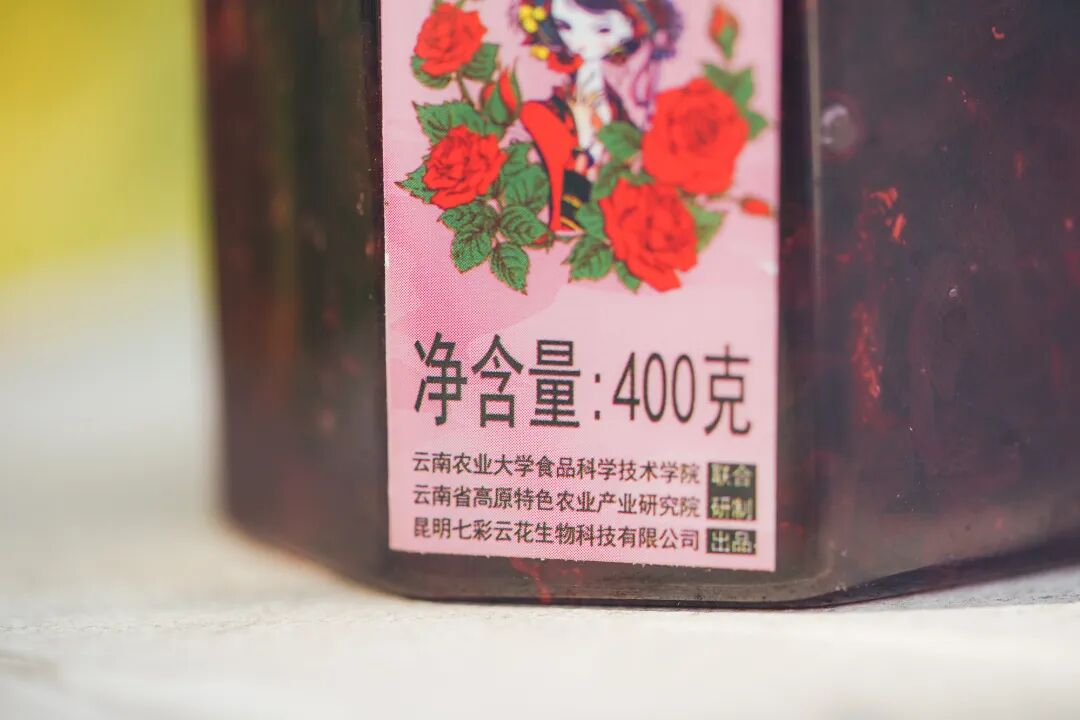 净含量:400克
云南农业大学食品科学技术学院 联合
云南省高原特色农业产业研究院 研制
昆明七彩云花生物科技有限公司 出品